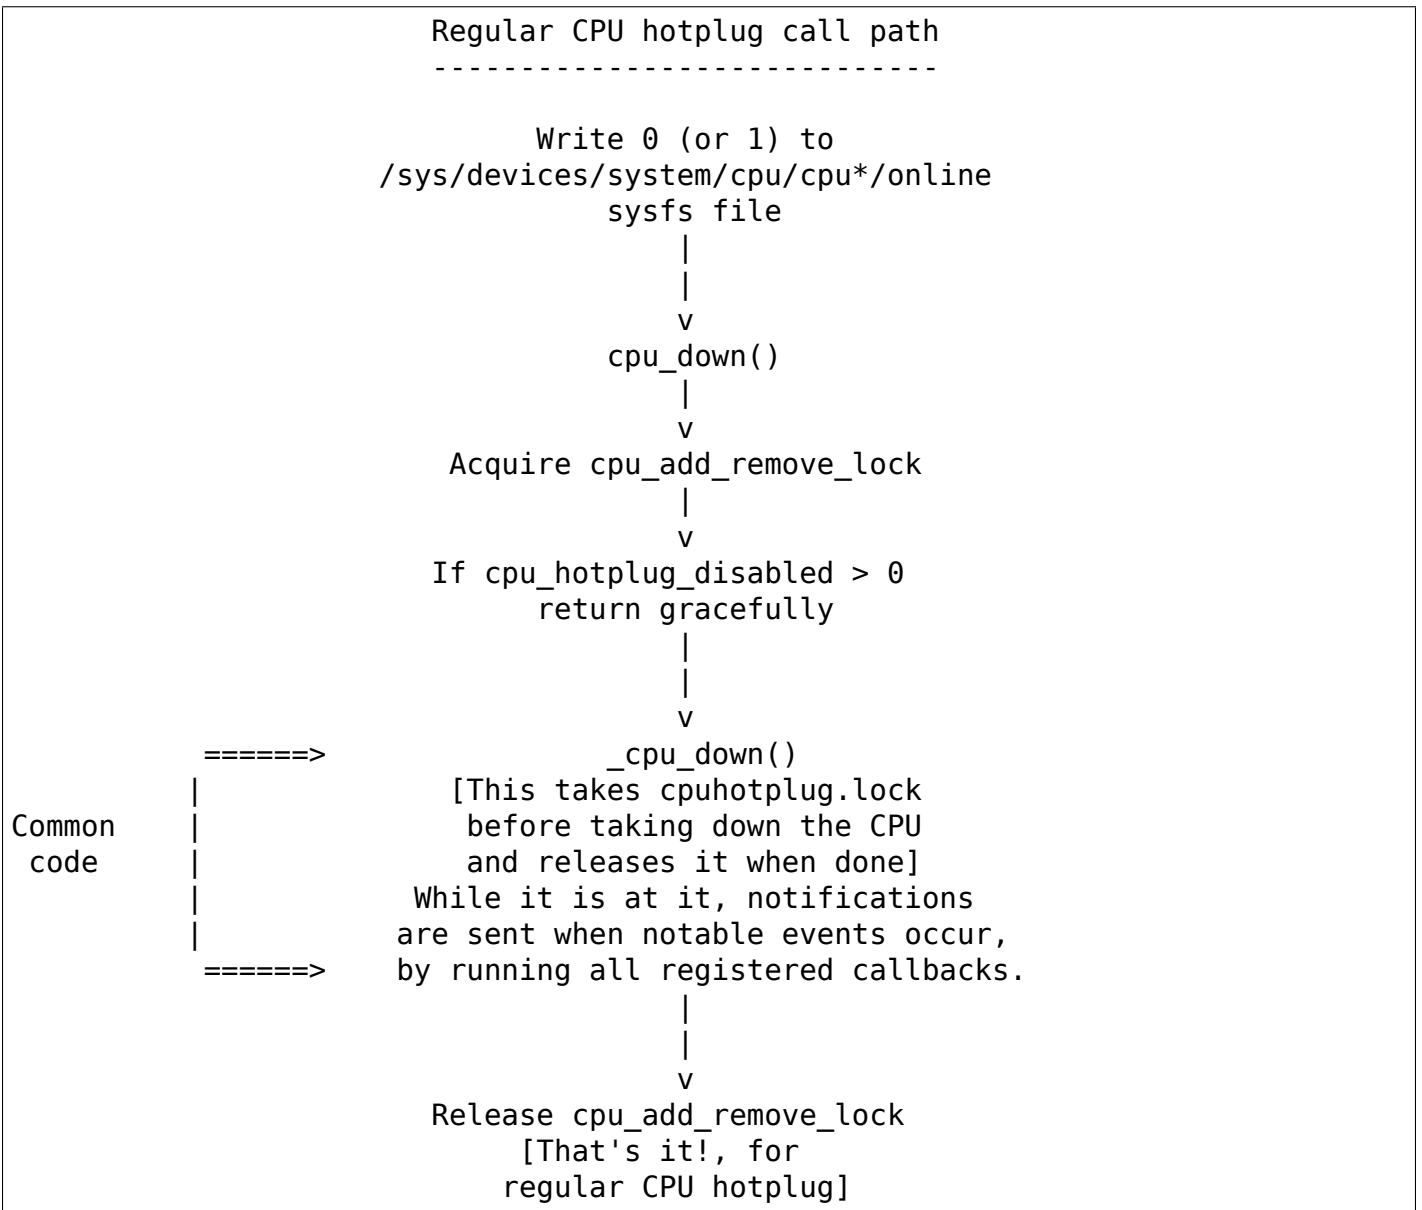 Regular CPU hotplug call path
-----------------------------
Write 0 (or 1) to
/sys/devices/system/cpu/cpu*/online
sysfs file
|
|
v
cpu_down()
|
v
Acquire cpu_add_remove_lock
|
v
If cpu_hotplug_disabled > 0
return gracefully
|
|
v
======> _cpu_down()
| [This takes cpuhotplug.lock
Common | before taking down the CPU
code | and releases it when done]
| While it is at it, notifications
| are sent when notable events occur,
======> by running all registered callbacks.
|
|
v
Release cpu_add_remove_lock
[That's it!, for
regular CPU hotplug]